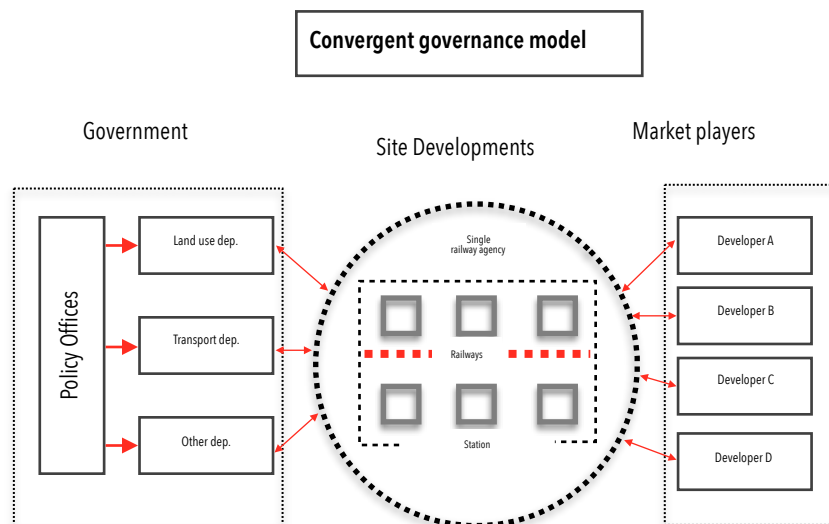 Convergent governance model
Government
Site Developments
Market players
Policy Offices
Land use dep.
Transport dep.
Other dep.
Single
railway agency
Railways
Station
Developer A
Developer B
Developer C
Developer D